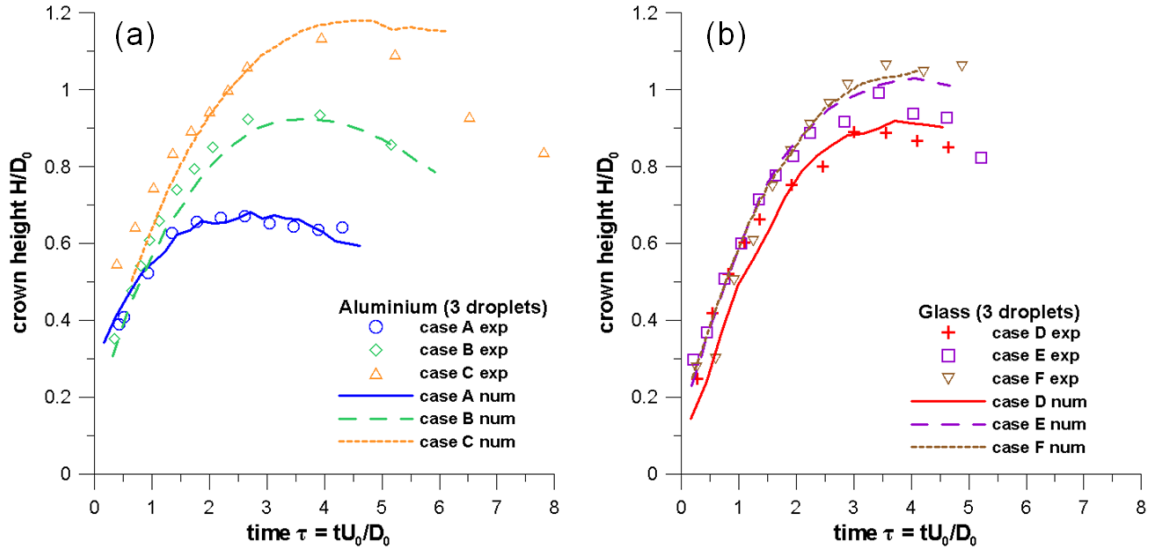 (a)
crown height H/D₀
1.2
1
0.8
0.6
0.4
0.2
0
0 1 2 3 4 5 6 7 8
time τ = tU₀/D₀
Aluminium (3 droplets)
case A exp
case B exp
case C exp
case A num
case B num
case C num
(b)
crown height H/D₀
1.2
1
0.8
0.6
0.4
0.2
0
0 1 2 3 4 5 6 7 8
time τ = tU₀/D₀
Glass (3 droplets)
case D exp
case E exp
case F exp
case D num
case E num
case F num